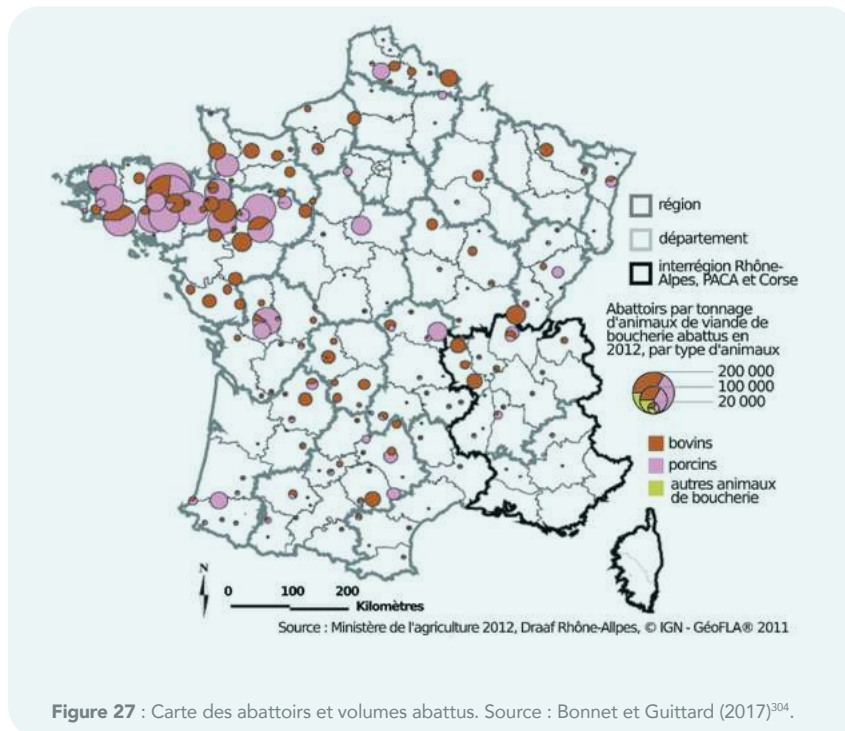 région
département
interrégion Rhône-
Alpes, PACA et Corse
Abattoirs par tonnage
d'animaux de viande de
boucherie abattus en
2012, par type d'animaux
200 000
100 000
20 000
bovins
porcins
autres animaux
de boucherie
N
0 100 200
Kilomètres
Source : Ministère de l'agriculture 2012, Draaf Rhône-Allpes, © IGN - GéoFLA® 2011
Figure 27 : Carte des abattoirs et volumes abattus. Source : Bonnet et Guittard (2017)304.